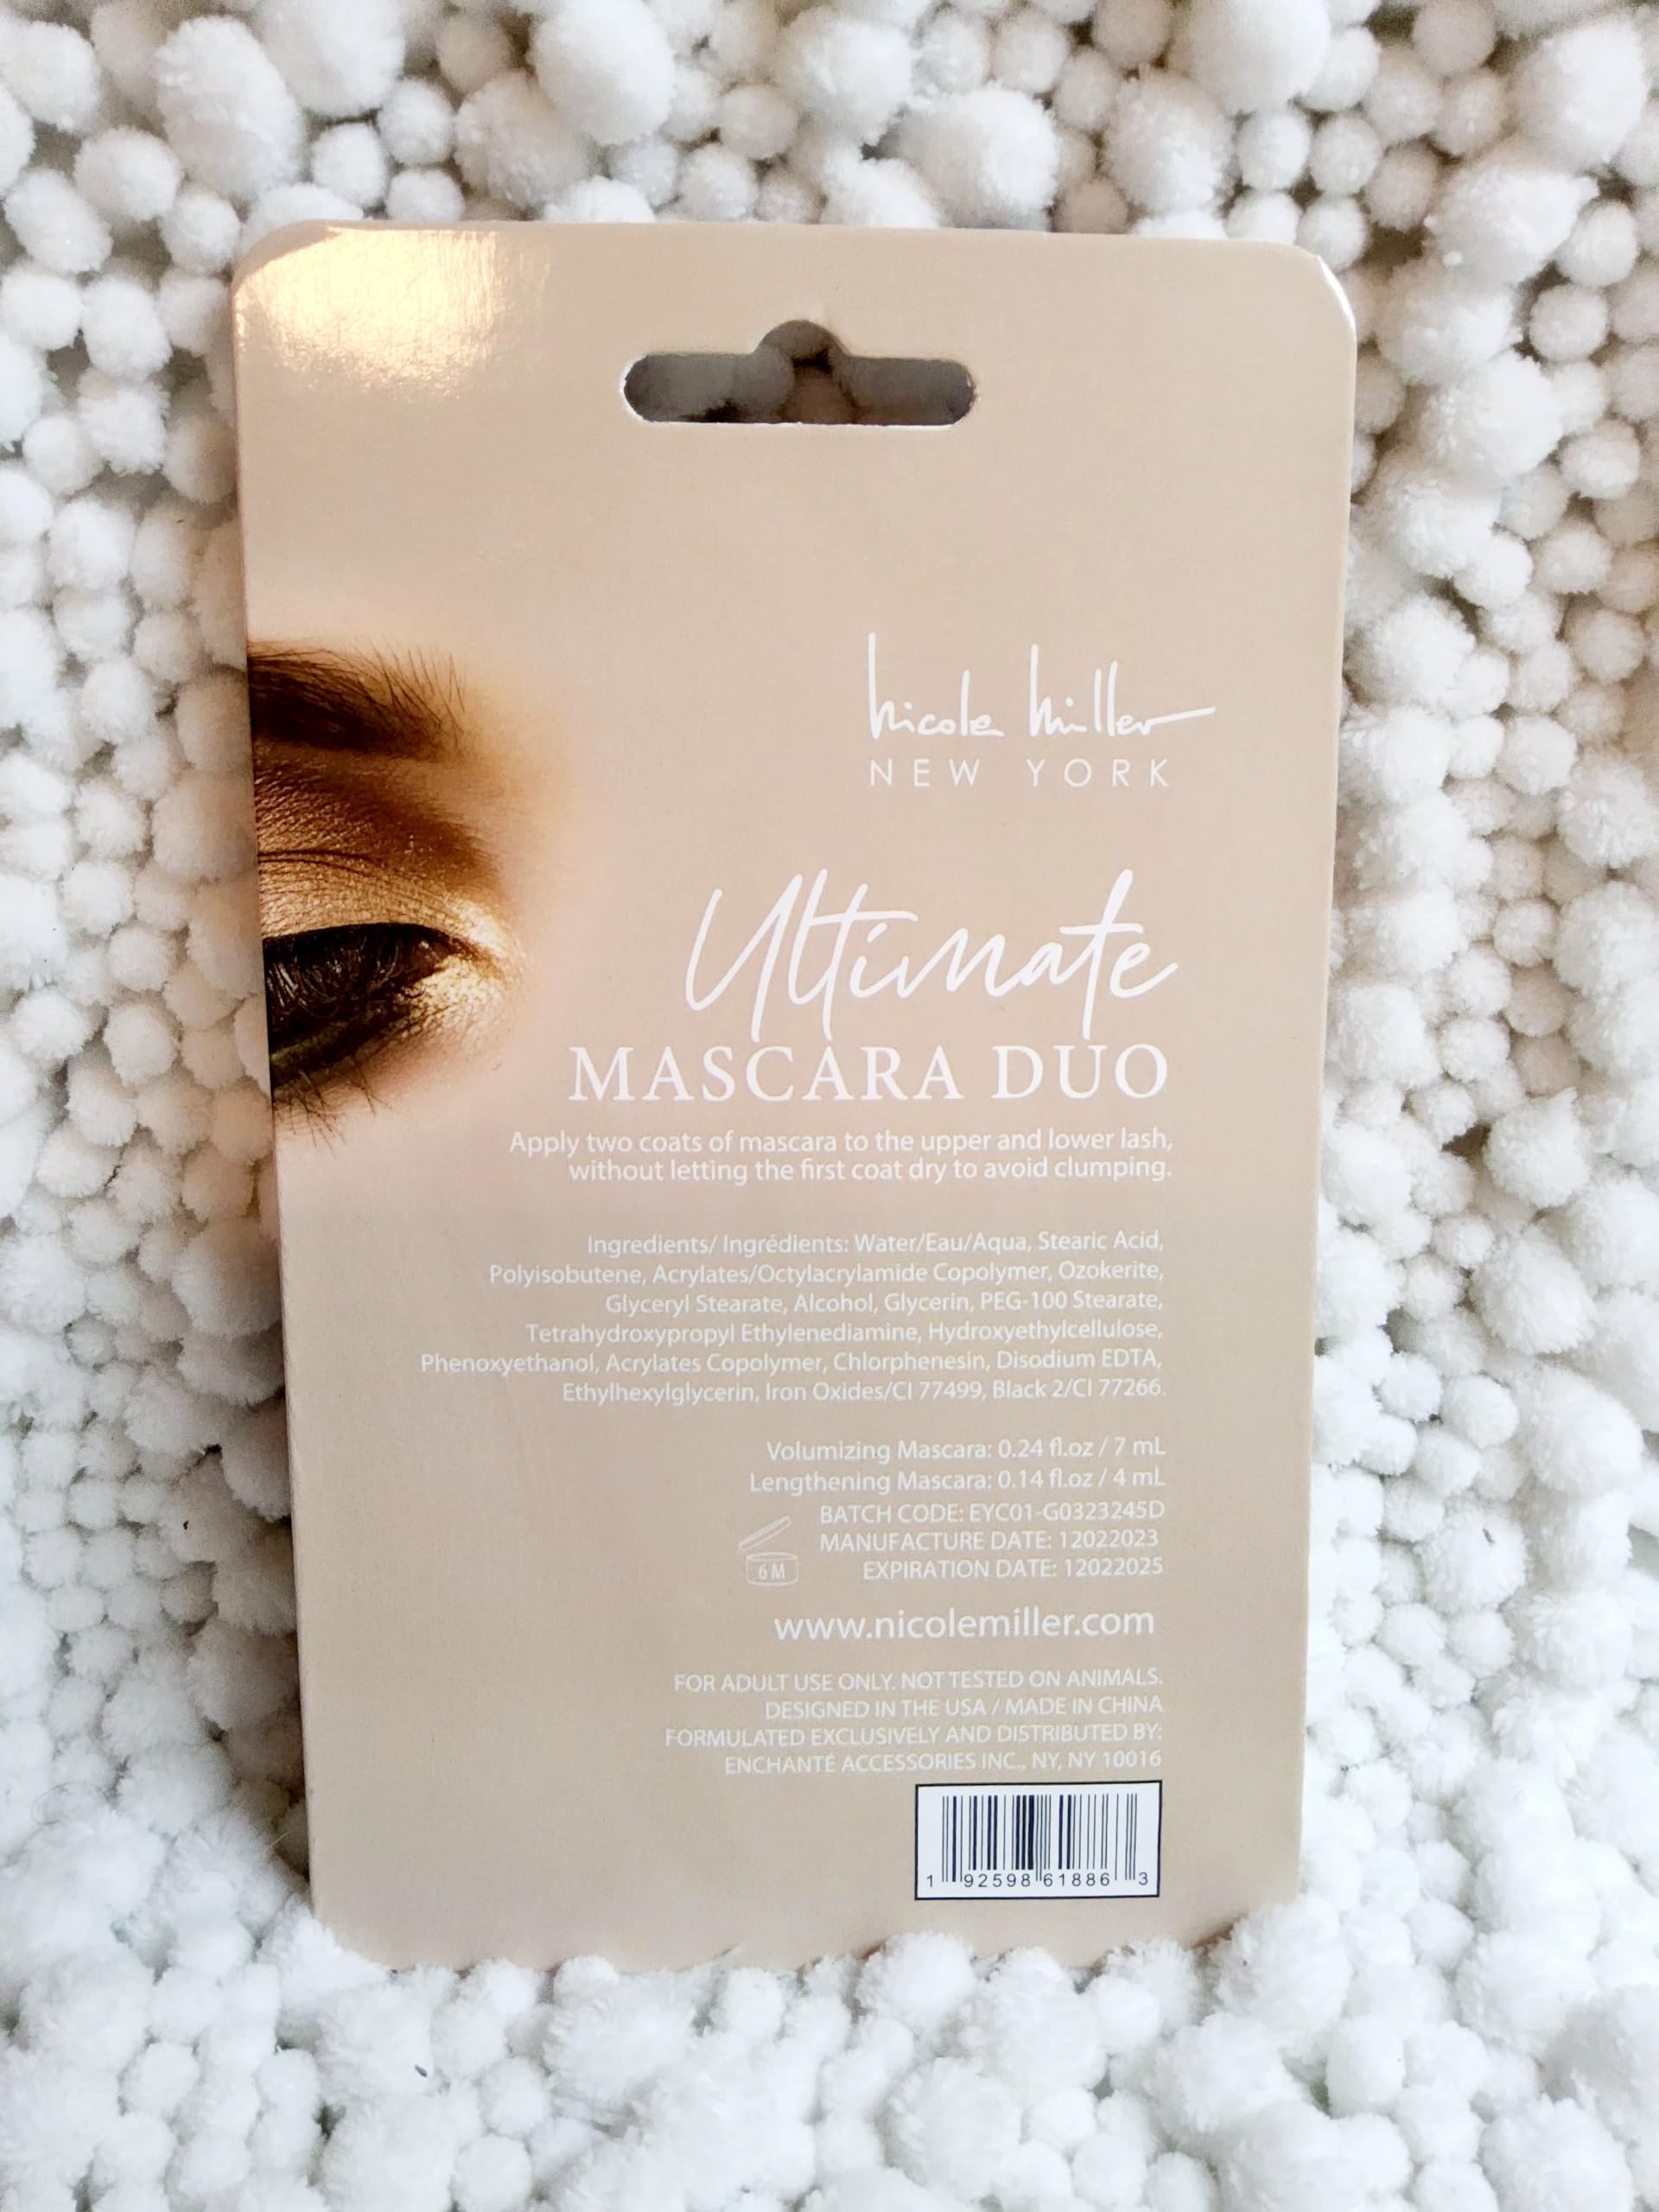 nicole miller
NEW YORK
Ultimate
MASCARA DUO
Apply two coats of mascara to the upper and lower lash,
without letting the first coat dry to avoid clumping.
Ingredients/ Ingrédients: Water/Eau/Aqua, Stearic Acid,
Polyisobutene, Acrylates/Octylacrylamide Copolymer, Ozokerite,
Glyceryl Stearate, Alcohol, Glycerin, PEG-100 Stearate,
Tetrahydroxypropyl Ethylenediamine, Hydroxyethylcellulose,
Phenoxyethanol, Acrylates Copolymer, Chlorphenesin, Disodium EDTA,
Ethylhexylglycerin, Iron Oxides/CI 77499, Black 2/CI 77266.
Volumizing Mascara: 0.24 fl.oz / 7 mL
Lengthening Mascara: 0.14 fl.oz / 4 mL
BATCH CODE: EYC01-G0323245D
MANUFACTURE DATE: 12022023
6 M EXPIRATION DATE: 12022025
www.nicolemiller.com
FOR ADULT USE ONLY. NOT TESTED ON ANIMALS.
DESIGNED IN THE USA / MADE IN CHINA
FORMULATED EXCLUSIVELY AND DISTRIBUTED BY:
ENCHANTÉ ACCESSORIES INC., NY, NY 10016
1 92598 61886 3